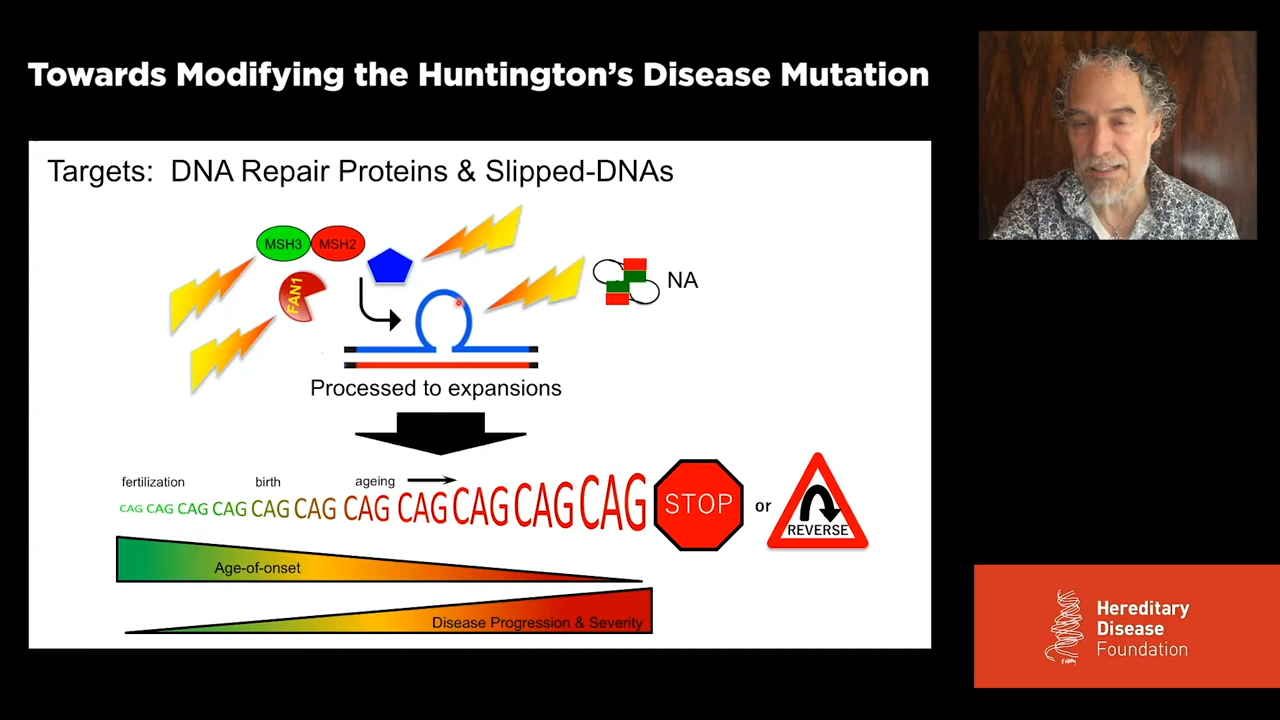 Towards Modifying the Huntington's Disease Mutation
Targets: DNA Repair Proteins & Slipped-DNAs
MSH3 MSH2
FAN1
NA
Processed to expansions
fertilization birth ageing
CAG CAG CAG CAG CAG CAG CAG CAG CAG CAG CAG
STOP or REVERSE
Age-of-onset
Disease Progression & Severity
Hereditary
Disease
Foundation